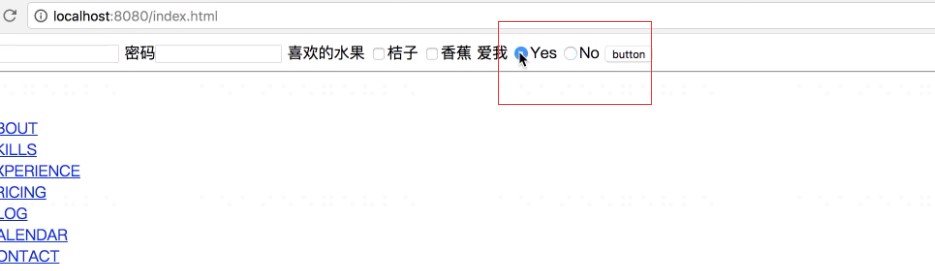 localhost:8080/index.html
密码 喜欢的水果 桔子 香蕉 爱我 Yes No button
BOUT
KILLS
XPERIENCE
RICING
LOG
ALENDAR
ONTACT